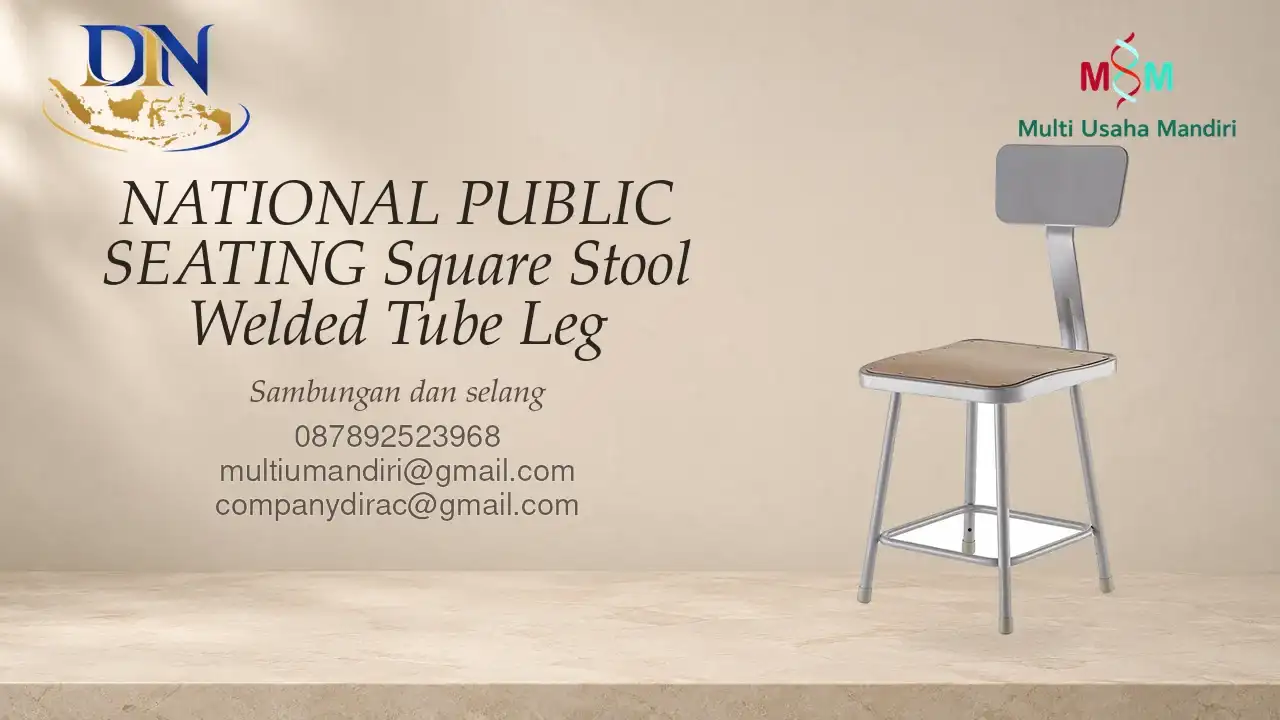 DN
MSM
Multi Usaha Mandiri
NATIONAL PUBLIC
SEATING Square Stool
Welded Tube Leg
Sambungan dan selang
087892523968
multiumandiri@gmail.com
companydirac@gmail.com